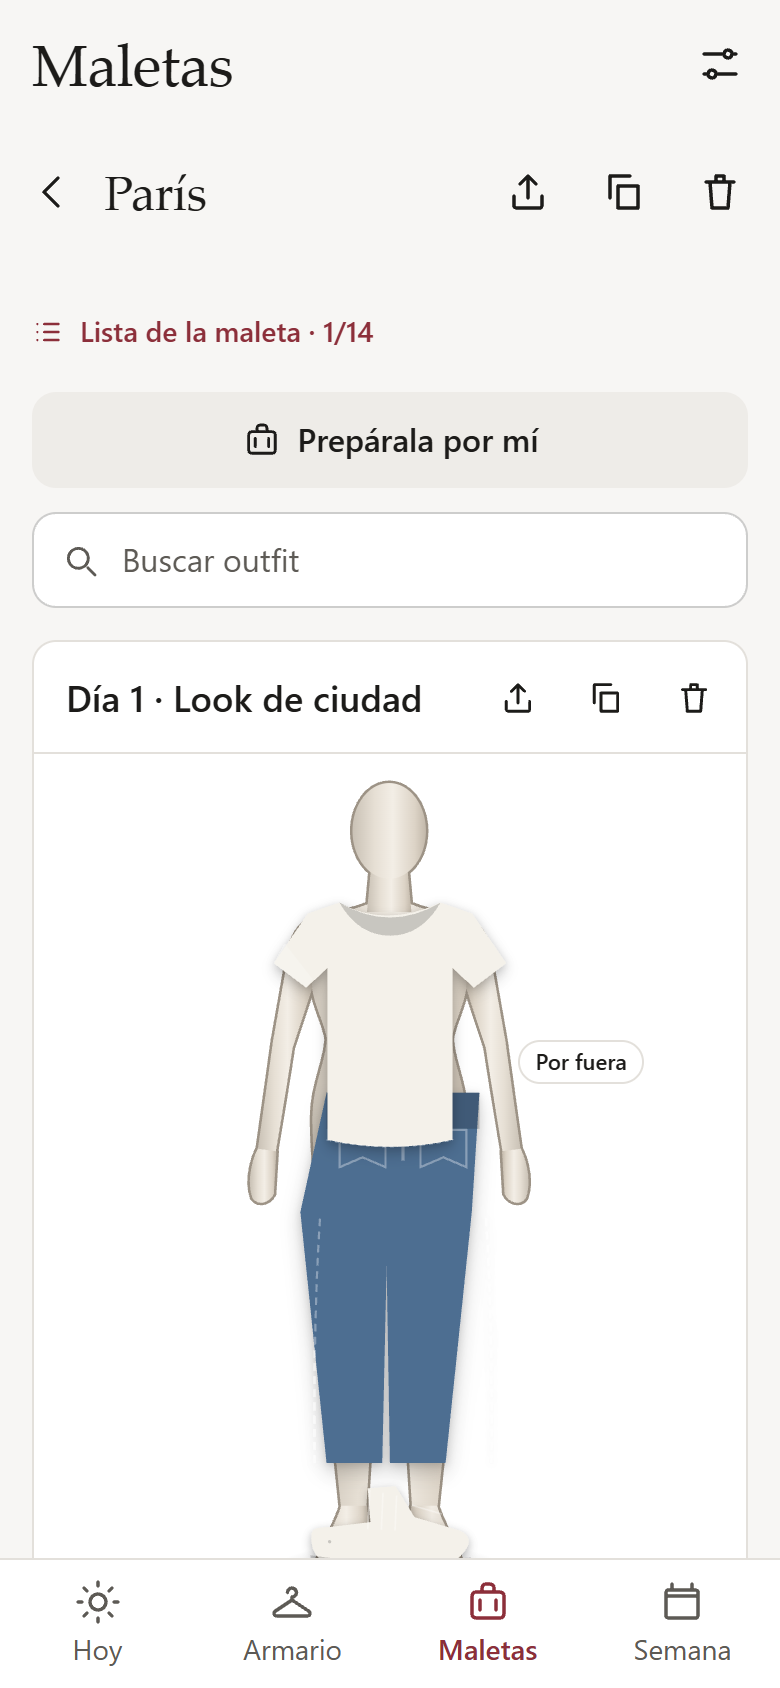 Maletas
París
Lista de la maleta · 1/14
Prepárala por mí
Buscar outfit
Día 1 · Look de ciudad
Por fuera
Hoy
Armario
Maletas
Semana